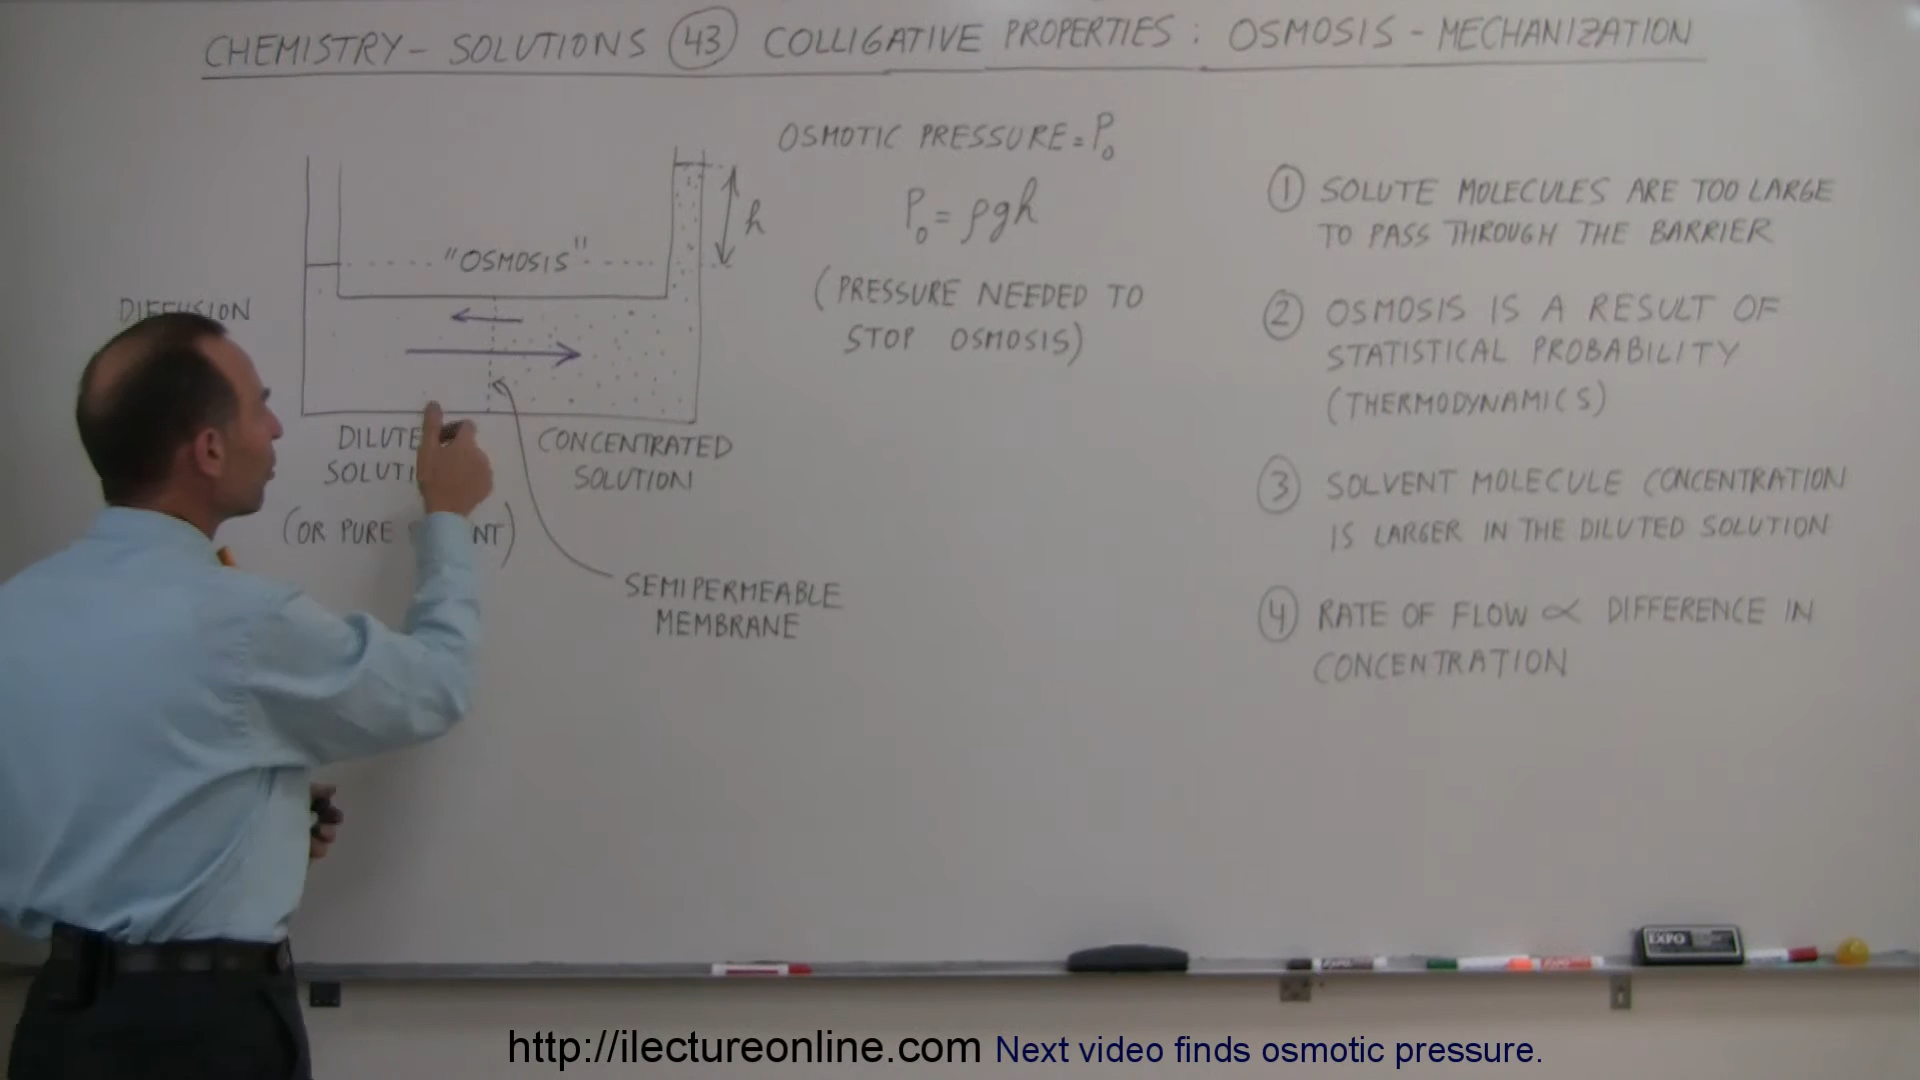 CHEMISTRY - SOLUTIONS 43 COLLIGATIVE PROPERTIES : OSMOSIS - MECHANIZATION
OSMOTIC PRESSURE = P₀
P₀ = ρgh
(PRESSURE NEEDED TO
STOP OSMOSIS)
h
"OSMOSIS"
DIFFUSION
DILUTE
CONCENTRATED
SOLUTION
(OR PURE
SEMIPERMEABLE
MEMBRANE
① SOLUTE MOLECULES ARE TOO LARGE
TO PASS THROUGH THE BARRIER
② OSMOSIS IS A RESULT OF
STATISTICAL PROBABILITY
(THERMODYNAMICS)
③ SOLVENT MOLECULE CONCENTRATION
IS LARGER IN THE DILUTED SOLUTION
④ RATE OF FLOW ∝ DIFFERENCE IN
CONCENTRATION
EXPO
http://ilectureonline.com Next video finds osmotic pressure.